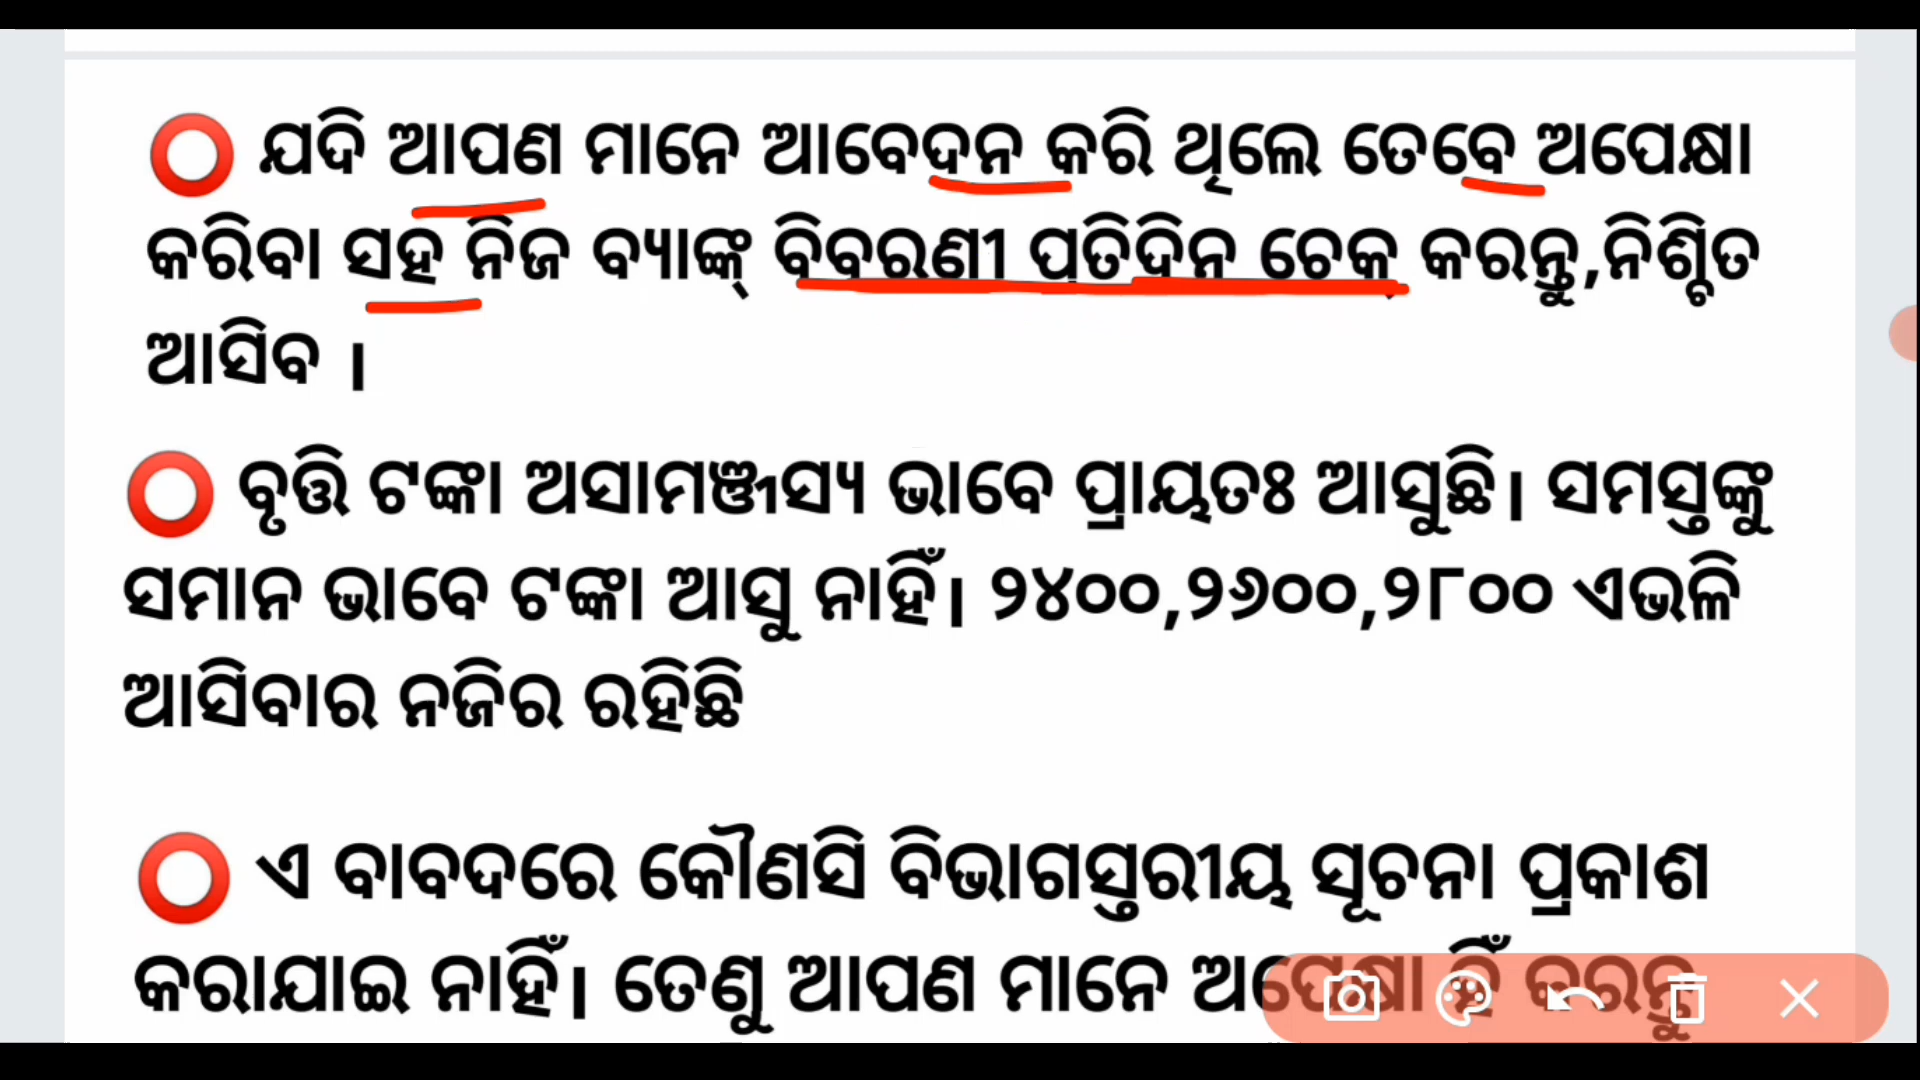 ଯଦି ଆପଣ ମାନେ ଆବେଦନ କରି ଥିଲେ ତେବେ ଅପେକ୍ଷା
କରିବା ସହ ନିଜ ବ୍ୟାଙ୍କ୍ ବିବରଣୀ ପ୍ରତିଦିନ ଚେକ୍ କରନ୍ତୁ,ନିଶ୍ଚିତ
ଆସିବ ।
ବୃତ୍ତି ଟଙ୍କା ଅସାମଞ୍ଜସ୍ୟ ଭାବେ ପ୍ରାୟତଃ ଆସୁଛି। ସମସ୍ତଙ୍କୁ
ସମାନ ଭାବେ ଟଙ୍କା ଆସୁ ନାହିଁ। ୨୪୦୦,୨୬୦୦,୨୮୦୦ ଏଭଳି
ଆସିବାର ନଜିର ରହିଛି
ଏ ବାବଦରେ କୌଣସି ବିଭାଗସ୍ତରୀୟ ସୂଚନା ପ୍ରକାଶ
କରାଯାଇ ନାହିଁ। ତେଣୁ ଆପଣ ମାନେ ଅପେକ୍ଷା ହିଁ କରନ୍ତୁ